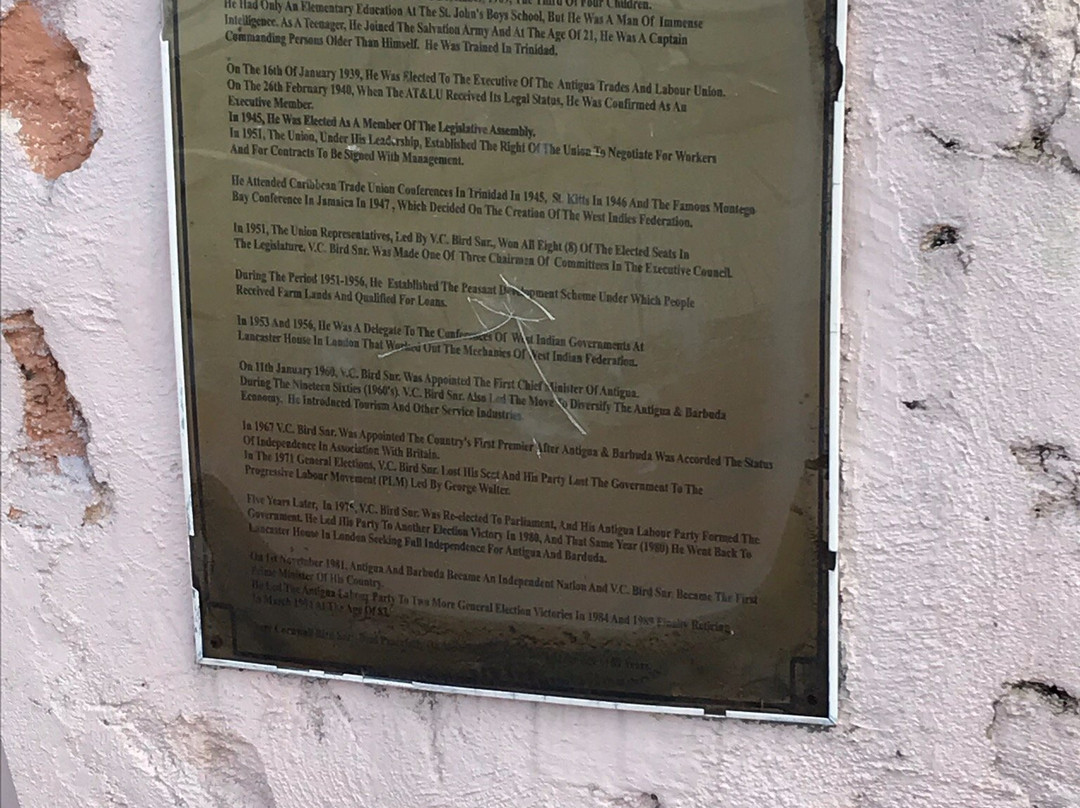 The Third Of Four Children.
He Had Only An Elementary Education At The St. John's Boys School, But He Was A Man Of Immense
Intelligence. As A Teenager, He Joined The Salvation Army And At The Age Of 21, He Was A Captain
Commanding Persons Older Than Himself. He Was Trained In Trinidad.
On The 16th Of January 1939, He Was Elected To The Executive Of The Antigua Trades And Labour Union.
On The 26th February 1940, When The AT&LU Received Its Legal Status, He Was Confirmed As An
Executive Member.
In 1945, He Was Elected As A Member Of The Legislative Assembly.
In 1951, The Union, Under His Leadership, Established The Right Of The Union To Negotiate For Workers
And For Contracts To Be Signed With Management.
He Attended Caribbean Trade Union Conferences In Trinidad In 1945, St. Kitts In 1946 And The Famous Montego
Bay Conference In Jamaica In 1947, Which Decided On The Creation Of The West Indies Federation.
In 1951, The Union Representatives, Led By V.C. Bird Snr., Won All Eight (8) Of The Elected Seats In
The Legislature. V.C. Bird Snr. Was Made One Of Three Chairman Of Committees In The Executive Council.
During The Period 1951-1956, He Established The Peasant Development Scheme Under Which People
Received Farm Lands And Qualified For Loans.
In 1953 And 1956, He Was A Delegate To The Conferences Of West Indian Governments At
Lancaster House In London That Worked Out The Mechanics Of West Indian Federation.
On 11th January 1960, V.C. Bird Snr. Was Appointed The First Chief Minister Of Antigua.
During The Nineteen Sixties (1960's). V.C. Bird Snr. Also Led The Move To Diversify The Antigua & Barbuda
Economy. He Introduced Tourism And Other Service Industries
In 1967 V.C. Bird Snr. Was Appointed The Country's First Premier After Antigua & Barbuda Was Accorded The Status
Of Independence In Association With Britain.
In The 1971 General Elections, V.C. Bird Snr. Lost His Seat And His Party Lost The Government To The
Progressive Labour Movement (PLM) Led By George Walter.
Five Years Later, In V.C. Bird Snr. Was Re-elected To Parliament, And His Antigua Labour Party Formed The
Government. He Led His Party To Another Election Victory In 1980, And That Same Year (1980) He Went Back To
Lancaster House In London Seeking Full Independence For Antigua And Barduda.
On 1st November 1981, Antigua And Barbuda Became An Independent Nation And V.C. Bird Snr. Became The First
Prime Minister Of His Country.
He Led The Antigua Labour Party To Two More General Election Victories In 1984 And 1989 Finally Retiring
In March 1994 At The Age Of
Bird Snr. Years.